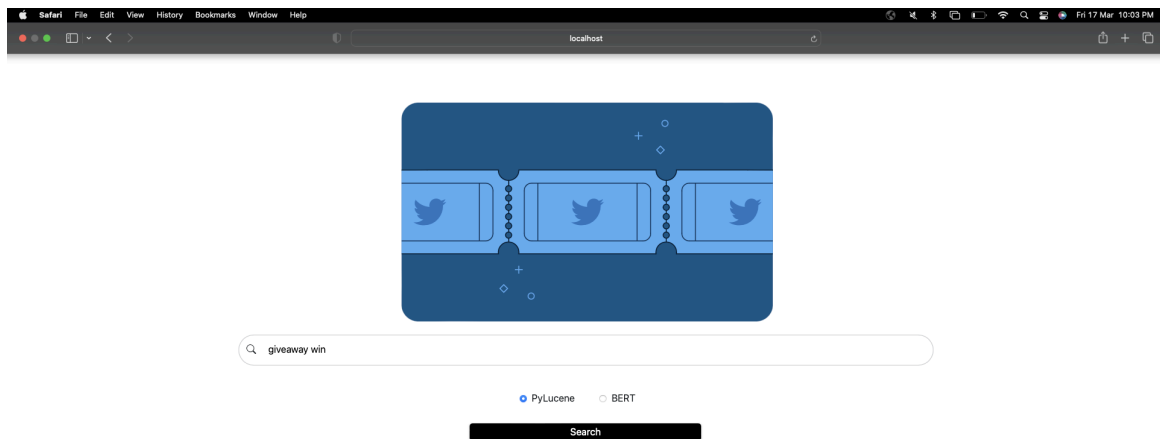 Safari File Edit View History Bookmarks Window Help Fri 17 Mar 10:03 PM
localhost
giveaway win
PyLucene BERT
Search